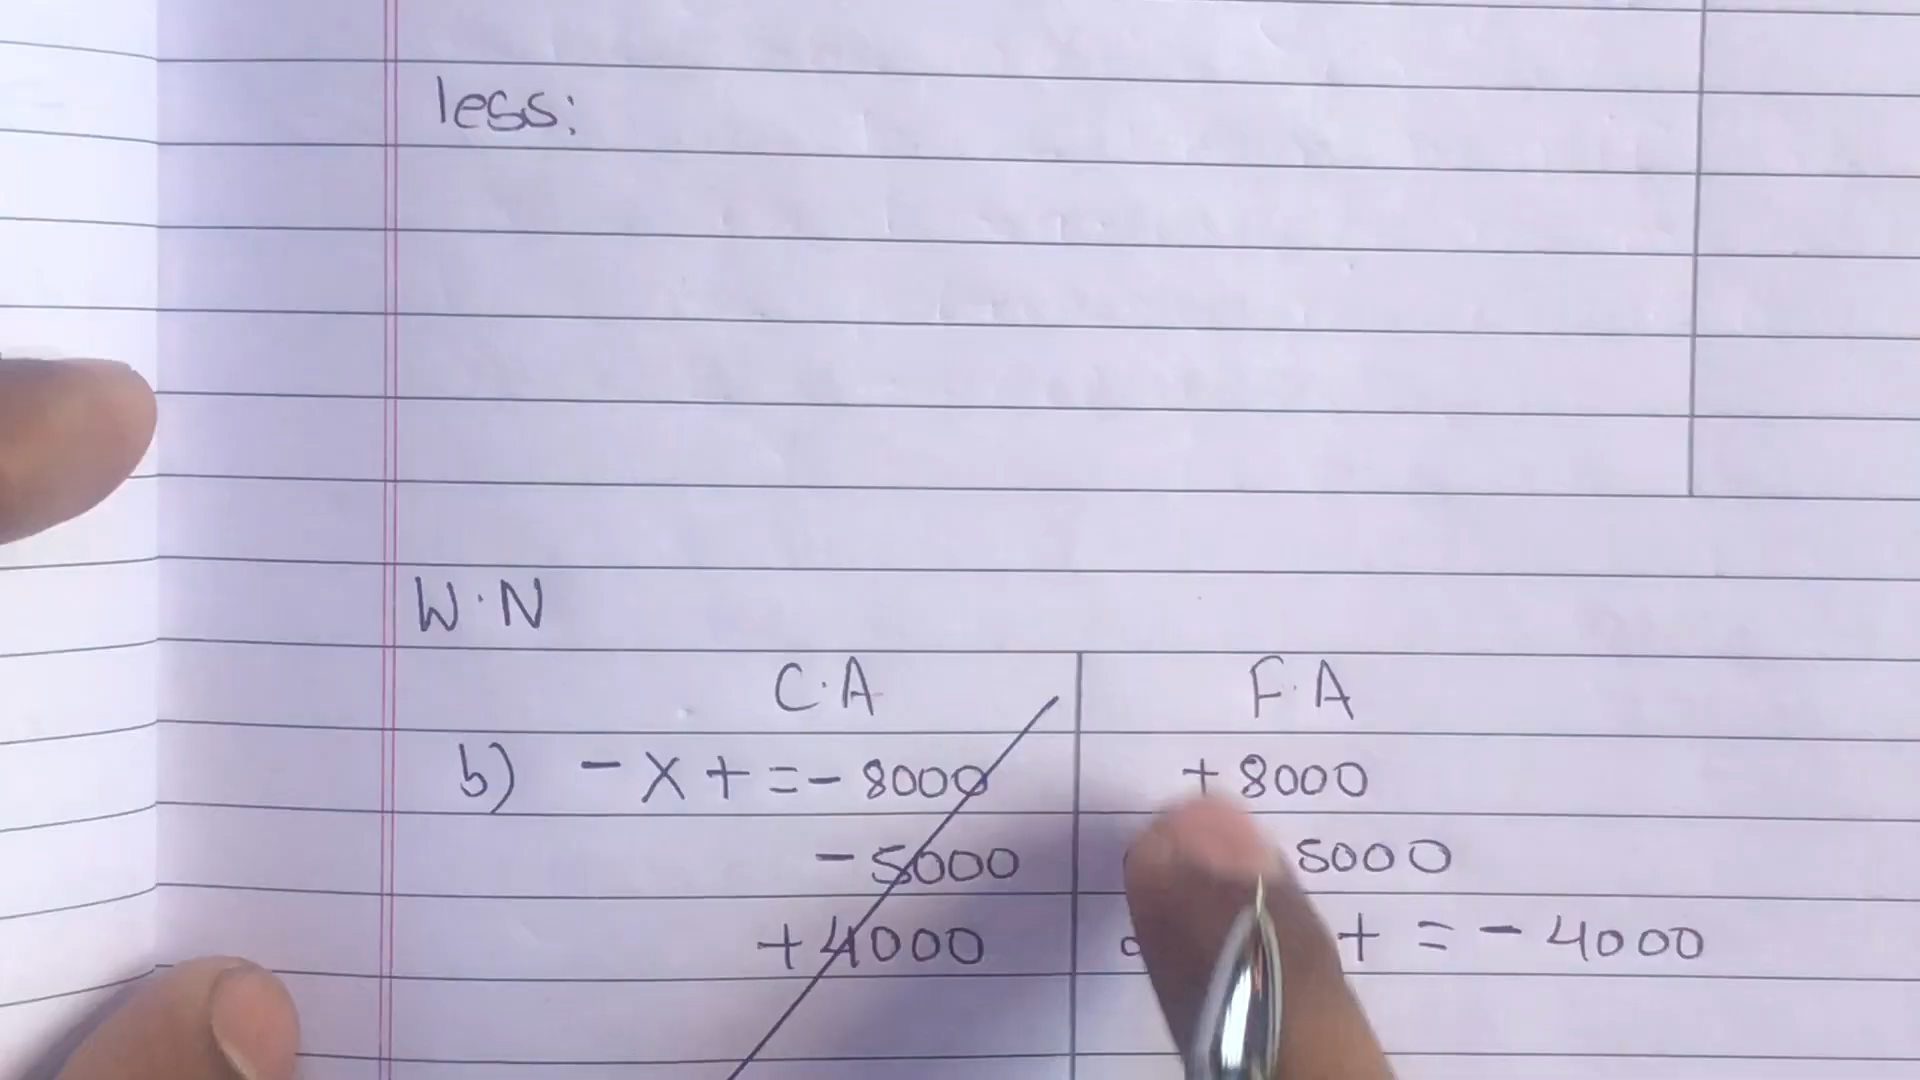 less:
W.N
C.A F.A
b) - X + = - 8000 + 8000
- 5000 5000
+ 4000 + = - 4000